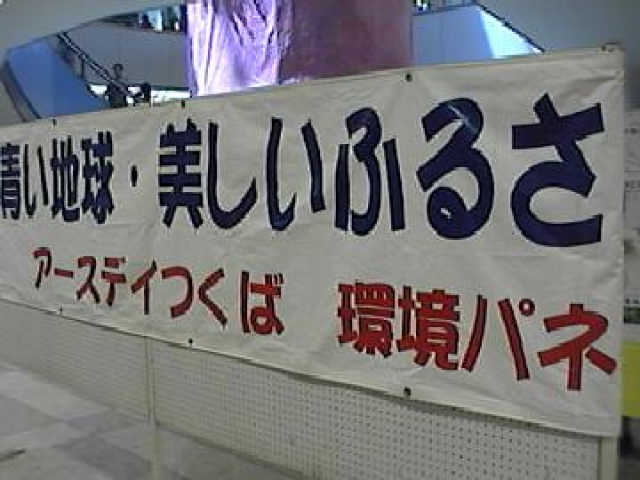 青い地球・美しいふるさ
アースデイつくば 環境パネ